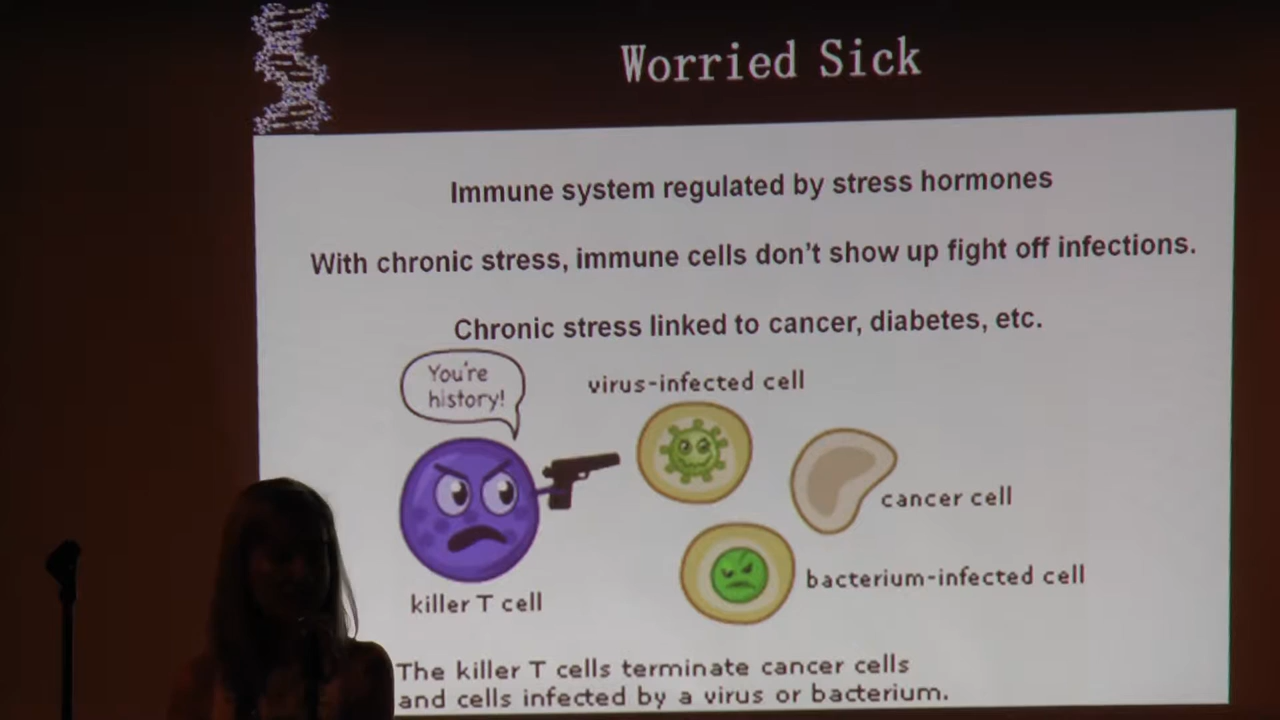 Worried Sick
Immune system regulated by stress hormones
With chronic stress, immune cells don't show up fight off infections.
Chronic stress linked to cancer, diabetes, etc.
You're
history!
virus-infected cell
cancer cell
bacterium-infected cell
killer T cell
The killer T cells terminate cancer cells
and cells infected by a virus or bacterium.